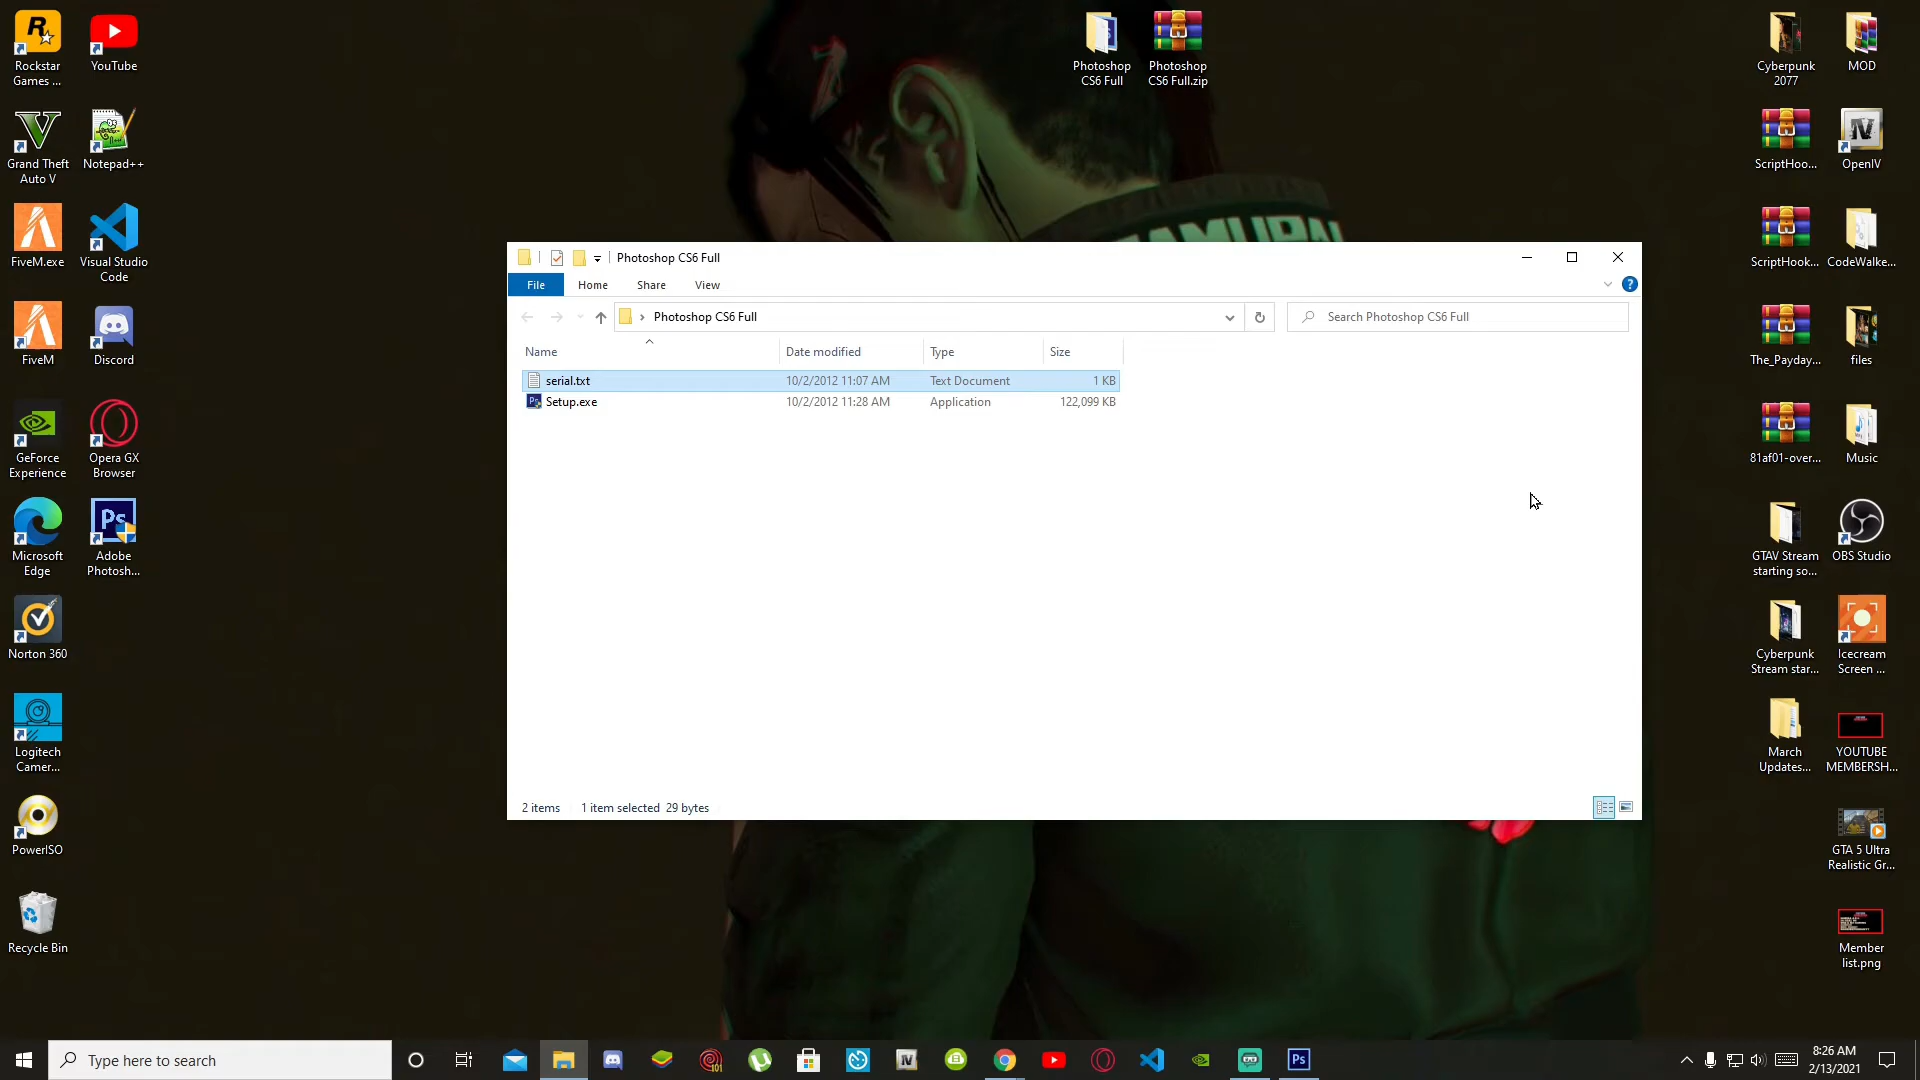 Rockstar
Games ...
YouTube
Grand Theft
Auto V
Notepad++
FiveM.exe
Visual Studio
Code
FiveM
Discord
GeForce
Experience
Opera GX
Browser
Microsoft
Edge
Adobe
Photosh...
Norton 360
Logitech
Camer...
PowerISO
Recycle Bin
Photoshop
CS6 Full
Photoshop
CS6 Full.zip
Photoshop CS6 Full
File
Home
Share
View
Photoshop CS6 Full
Search Photoshop CS6 Full
Name
Date modified
Type
Size
serial.txt
10/2/2012 11:07 AM
Text Document
1 KB
Setup.exe
10/2/2012 11:28 AM
Application
122,099 KB
2 items
1 item selected 29 bytes
SAMURAI
Cyberpunk
2077
MOD
ScriptHoo...
OpenIV
ScriptHook...
CodeWalke...
The_Payday...
files
81af01-over...
Music
GTAV Stream
starting so...
OBS Studio
Cyberpunk
Stream star...
Icecream
Screen ...
March
Updates...
YOUTUBE
MEMBERSH...
GTA 5 Ultra
Realistic Gr...
Member
list.png
Type here to search
8:26 AM
2/13/2021